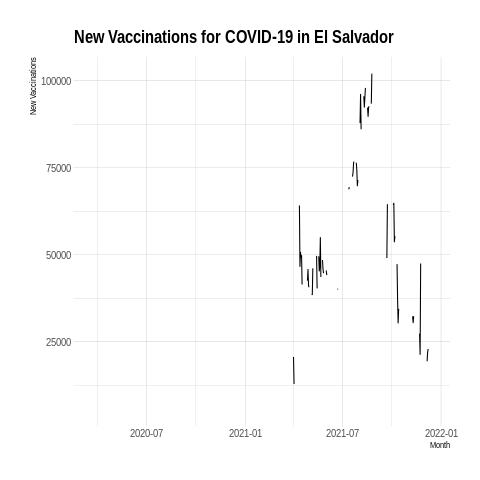 New Vaccinations for COVID-19 in El Salvador
New Vaccinations
100000
75000
50000
25000
2020-07 2021-01 2021-07 2022-01
Month